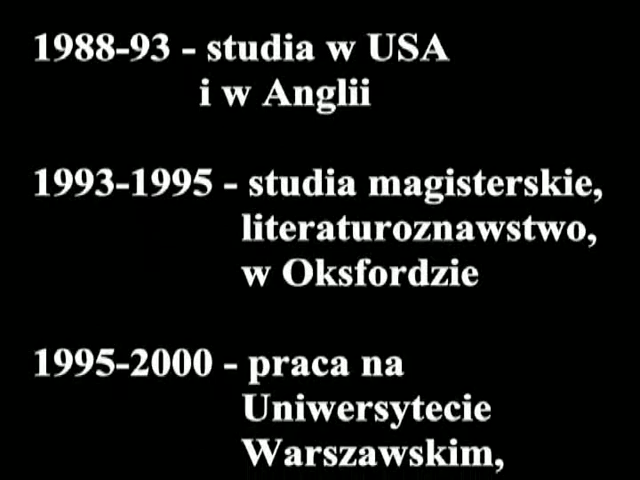 1988-93 - studia w USA
i w Anglii
1993-1995 - studia magisterskie,
literaturoznawstwo,
w Oksfordzie
1995-2000 - praca na
Uniwersytecie
Warszawskim,